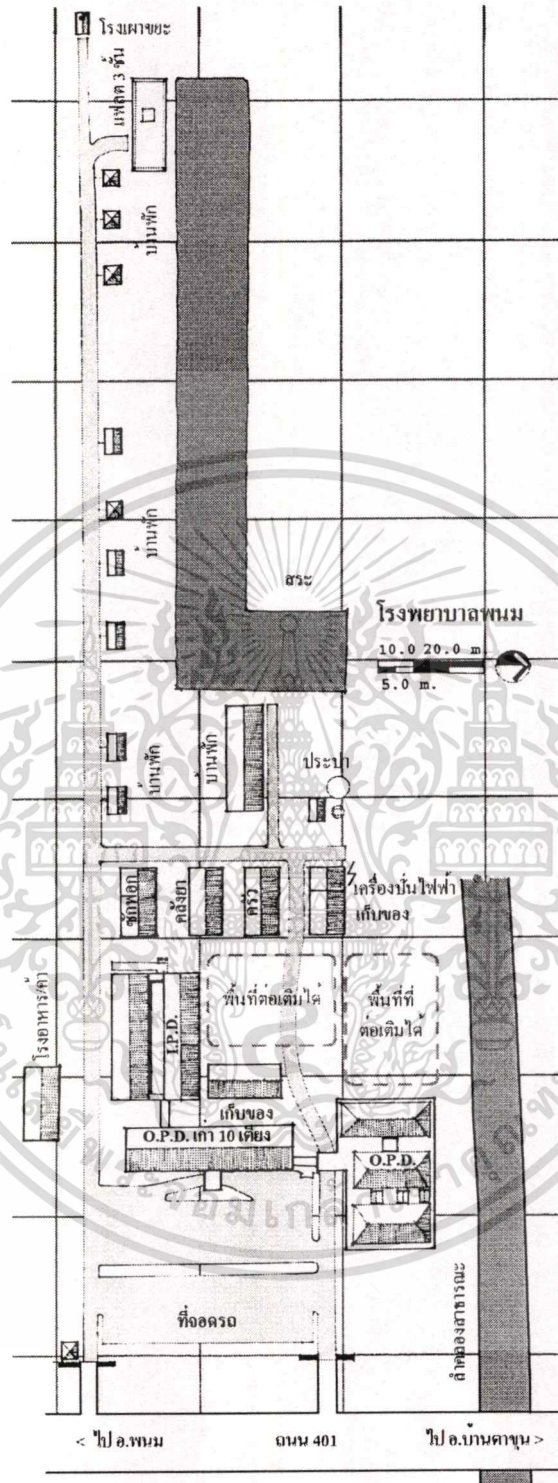 โรงเผาขยะ
แฟลต 3 ชั้น
บ้านพัก
บ้านพัก
สระ
โรงพยาบาลพนม
10.0 20.0 m.
5.0 m.
บ้านพัก
บ้านพัก
ประปา
ซักฟอก
คลังยา
ครัว
เครื่องปั่นไฟฟ้า
เก็บของ
โรงอาหาร/ค้า
I.P.D.
พื้นที่ต่อเติมได้
พื้นที่ที่
ต่อเติมได้
เก็บของ
O.P.D. เก่า 10 เตียง
O.P.D.
ลำคลองสาธารณะ
ที่จอดรถ
< ไป อ.พนม
ถนน 401
ไป อ.บ้านตาขุน >